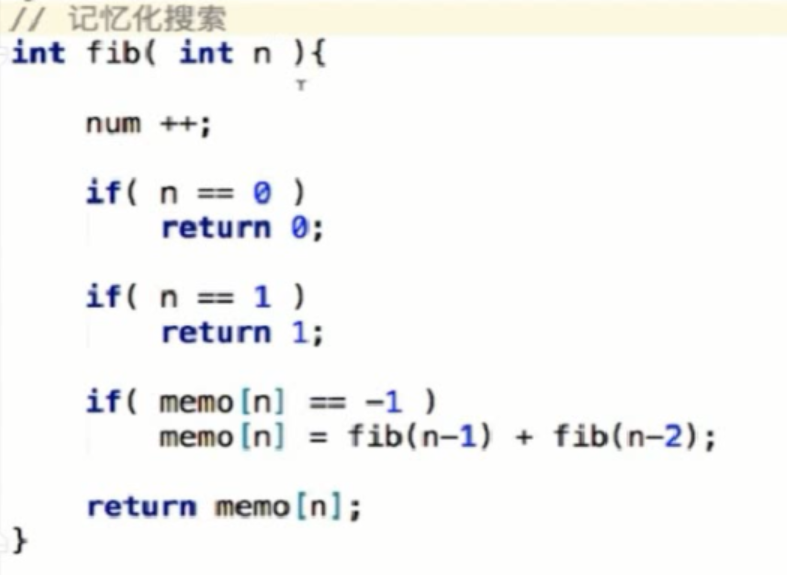 // 记忆化搜索
int fib( int n ){
num ++;
if( n == 0 )
return 0;
if( n == 1 )
return 1;
if( memo[n] == -1 )
memo[n] = fib(n-1) + fib(n-2);
return memo[n];
}